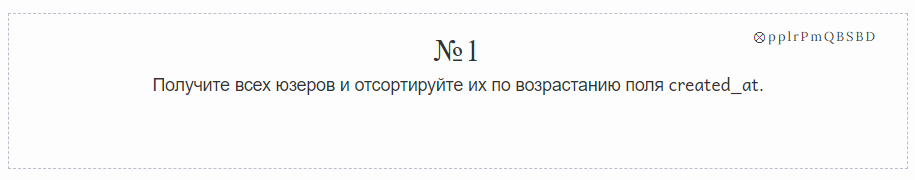 ⊗pplrPmQBSBD
№1
Получите всех юзеров и отсортируйте их по возрастанию поля created_at.